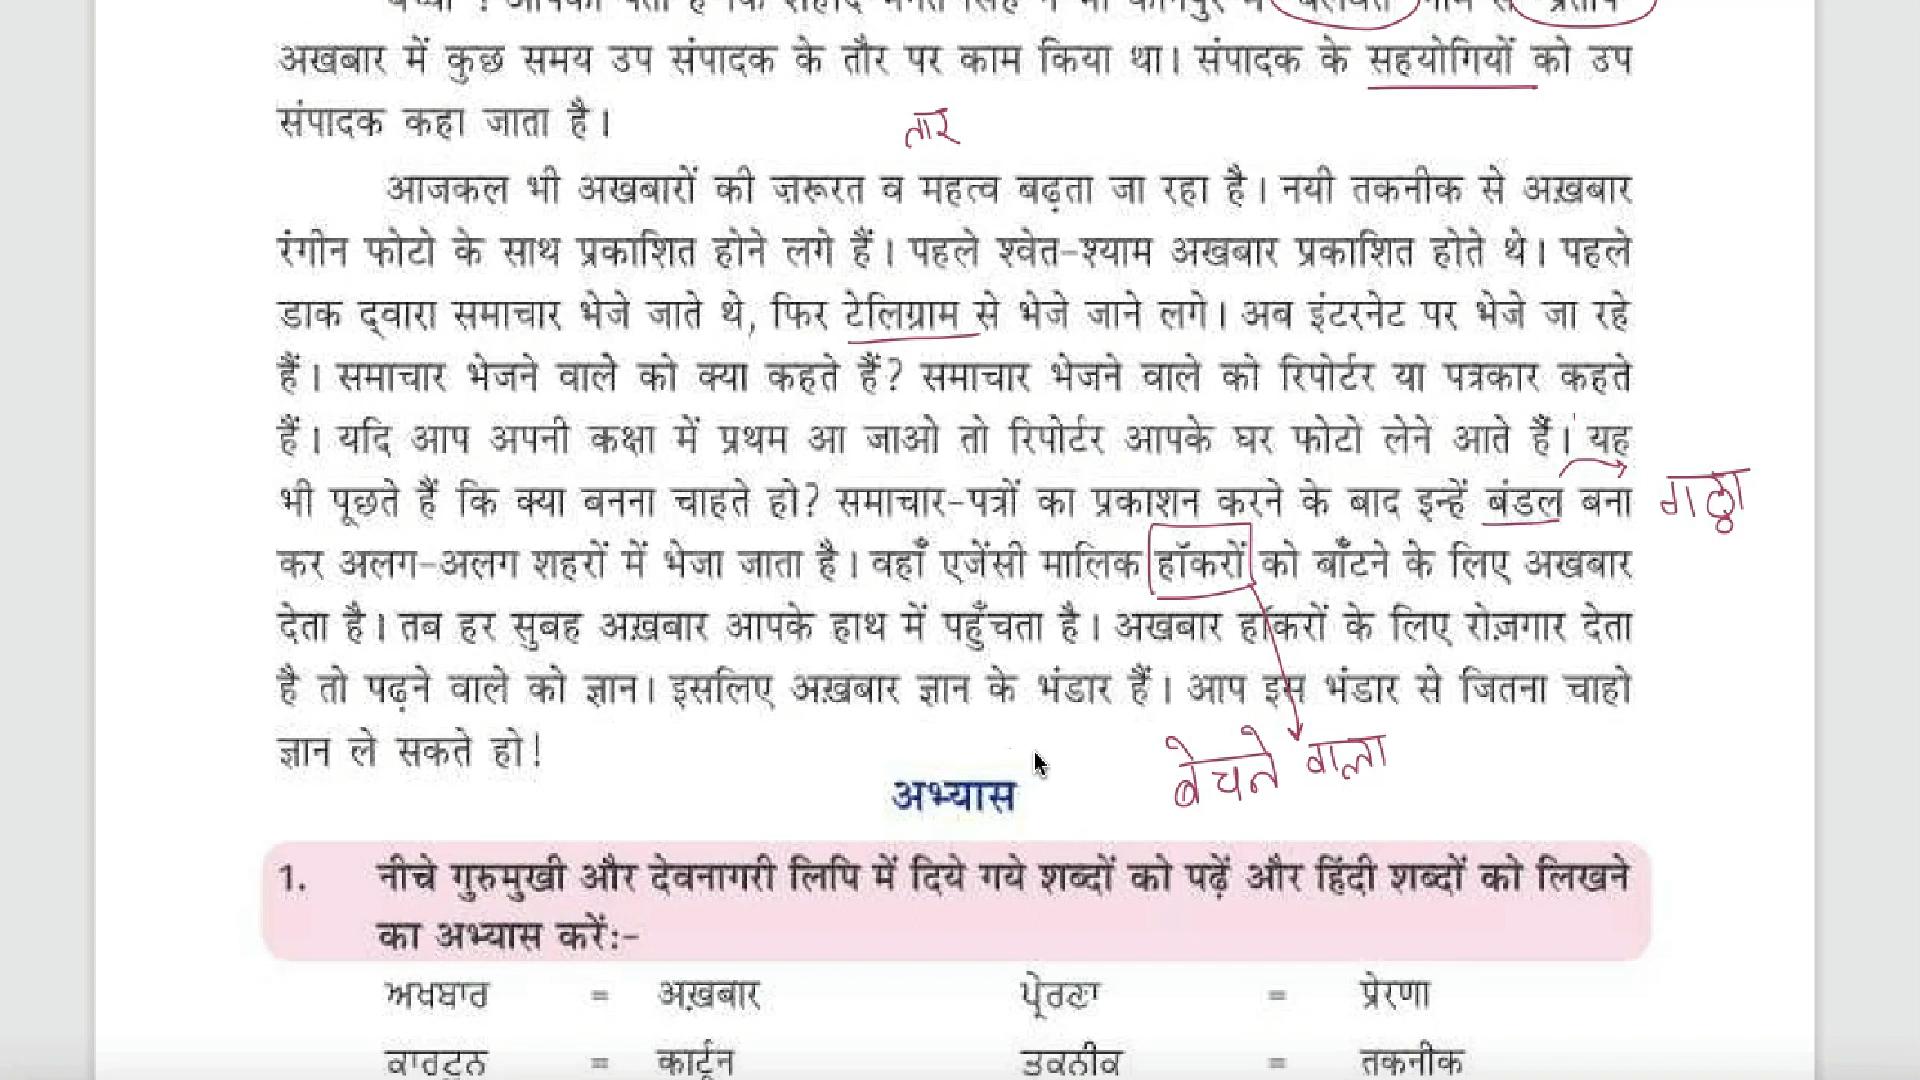 अखबार में कुछ समय उप संपादक के तौर पर काम किया था। संपादक के सहयोगियों को उप
संपादक कहा जाता है।
तार
आजकल भी अखबारों की ज़रूरत व महत्व बढ़ता जा रहा है। नयी तकनीक से अख़बार
रंगीन फोटो के साथ प्रकाशित होने लगे हैं। पहले श्वेत-श्याम अखबार प्रकाशित होते थे। पहले
डाक द्वारा समाचार भेजे जाते थे, फिर टेलिग्राम से भेजे जाने लगे। अब इंटरनेट पर भेजे जा रहे
हैं। समाचार भेजने वाले को क्या कहते हैं? समाचार भेजने वाले को रिपोर्टर या पत्रकार कहते
हैं। यदि आप अपनी कक्षा में प्रथम आ जाओ तो रिपोर्टर आपके घर फोटो लेने आते हैं। यह
भी पूछते हैं कि क्या बनना चाहते हो? समाचार-पत्रों का प्रकाशन करने के बाद इन्हें बंडल बना
गठ्ठा
कर अलग-अलग शहरों में भेजा जाता है। वहाँ एजेंसी मालिक हॉकरों को बाँटने के लिए अखबार
देता है। तब हर सुबह अख़बार आपके हाथ में पहुँचता है। अखबार हॉकरों के लिए रोज़गार देता
है तो पढ़ने वाले को ज्ञान। इसलिए अख़बार ज्ञान के भंडार हैं। आप इस भंडार से जितना चाहो
ज्ञान ले सकते हो!
बेचने वाला
अभ्यास
1. नीचे गुरुमुखी और देवनागरी लिपि में दिये गये शब्दों को पढ़ें और हिंदी शब्दों को लिखने
का अभ्यास करें:-
ਅਖਬਾਰ = अख़बार ਪ੍ਰੇਰਣਾ = प्रेरणा
ਕਾਰਟੂਨ = कार्टून ਤਕਨੀਕ = तकनीक